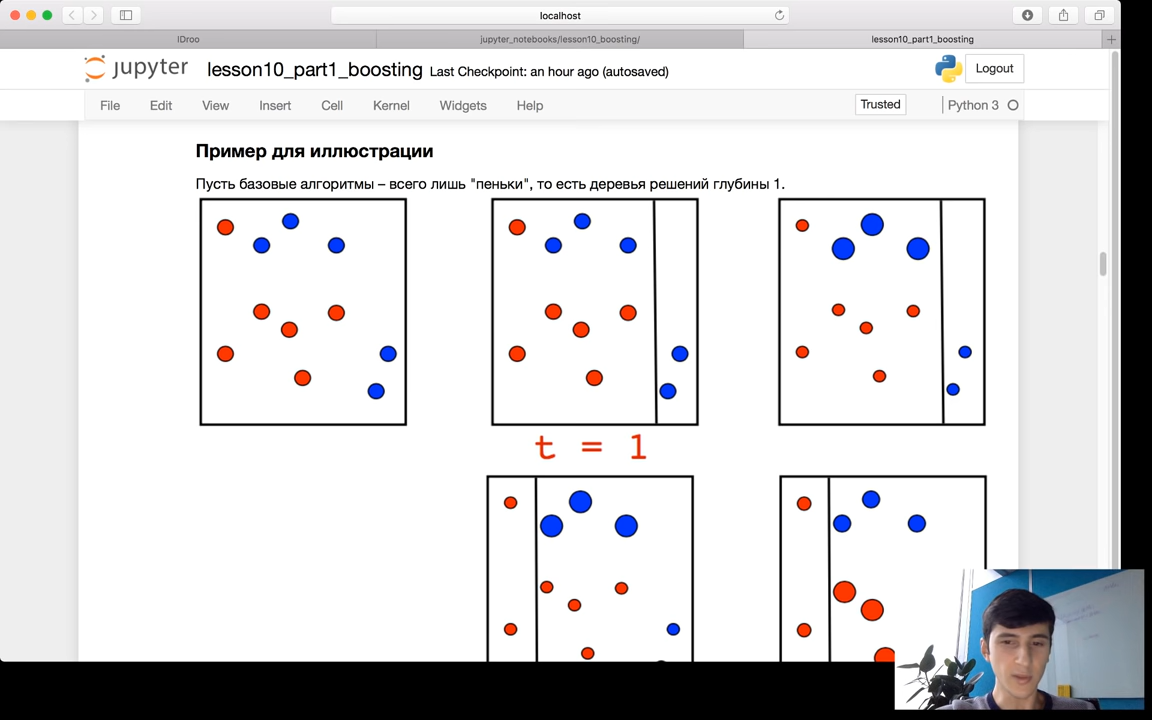 localhost
IDroo
jupyter_notebooks/lesson10_boosting/
lesson10_part1_boosting
jupyter
lesson10_part1_boosting Last Checkpoint: an hour ago (autosaved)
Logout
File Edit View Insert Cell Kernel Widgets Help
Trusted
Python 3
Пример для иллюстрации
Пусть базовые алгоритмы – всего лишь "пеньки", то есть деревья решений глубины 1.
t = 1